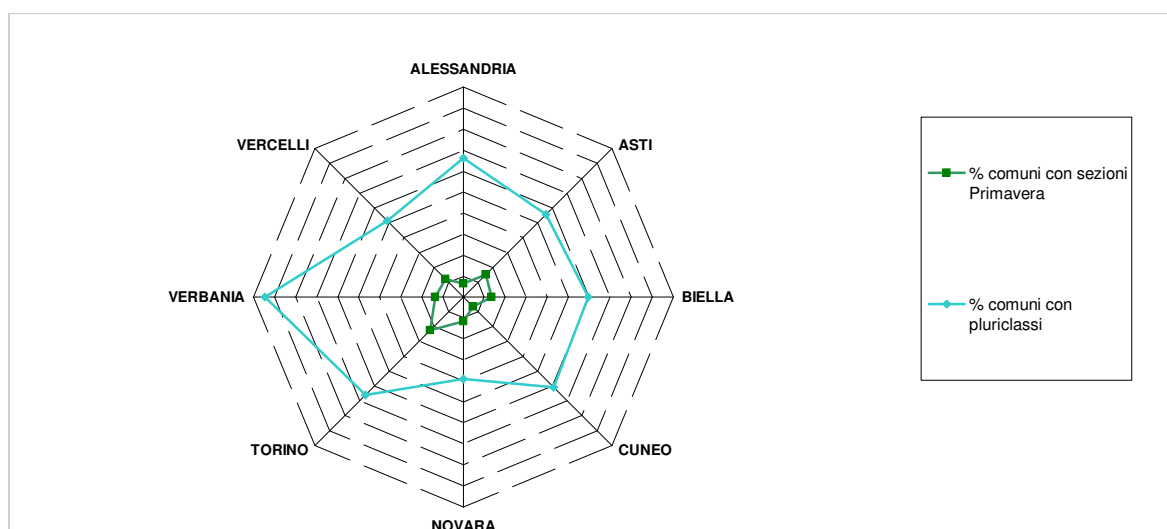 ALESSANDRIA
VERCELLI
ASTI
VERBANIA
BIELLA
TORINO
CUNEO
NOVARA
% comuni con sezioni
Primavera
% comuni con
pluriclassi